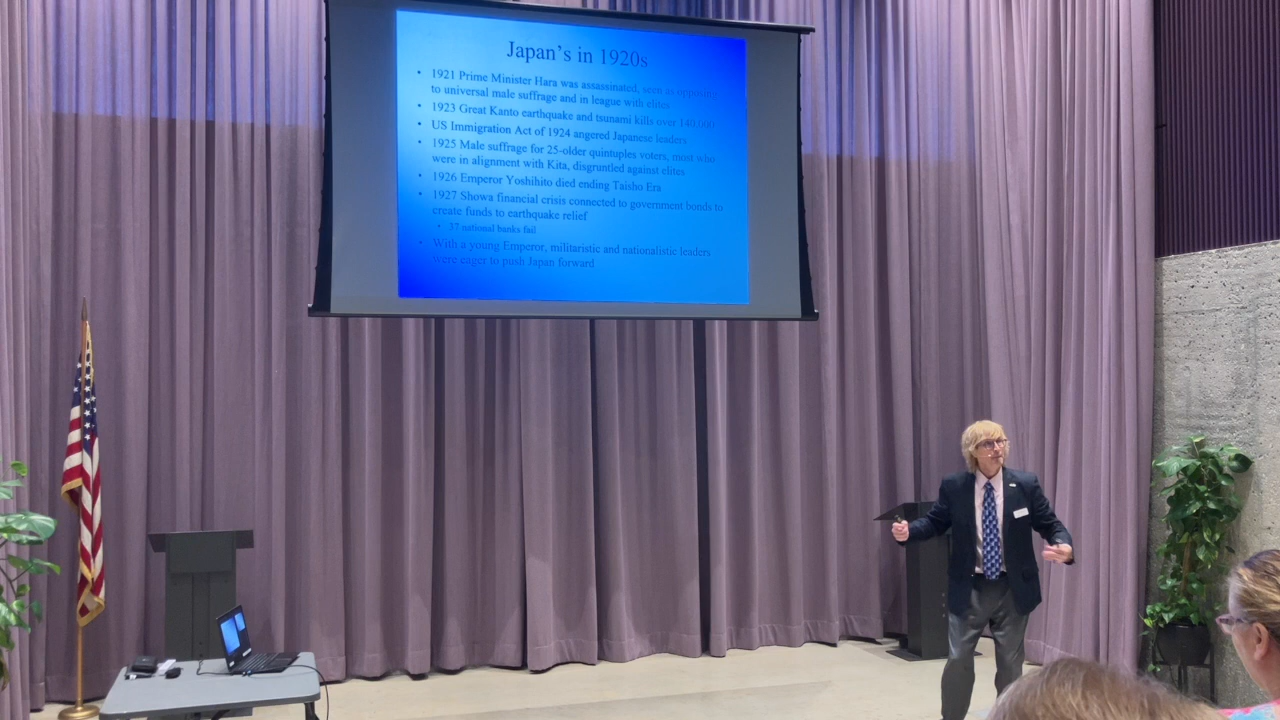 Japan's in 1920s
• 1921 Prime Minister Hara was assassinated, seen as opposing
to universal male suffrage and in league with elites
• 1923 Great Kanto earthquake and tsunami kills over 140,000
• US Immigration Act of 1924 angered Japanese leaders
• 1925 Male suffrage for 25-older quintuples voters, most who
were in alignment with Kita, disgruntled against elites
• 1926 Emperor Yoshihito died ending Taisho Era
• 1927 Showa financial crisis connected to government bonds to
create funds to earthquake relief
• 37 national banks fail
• With a young Emperor, militaristic and nationalistic leaders
were eager to push Japan forward